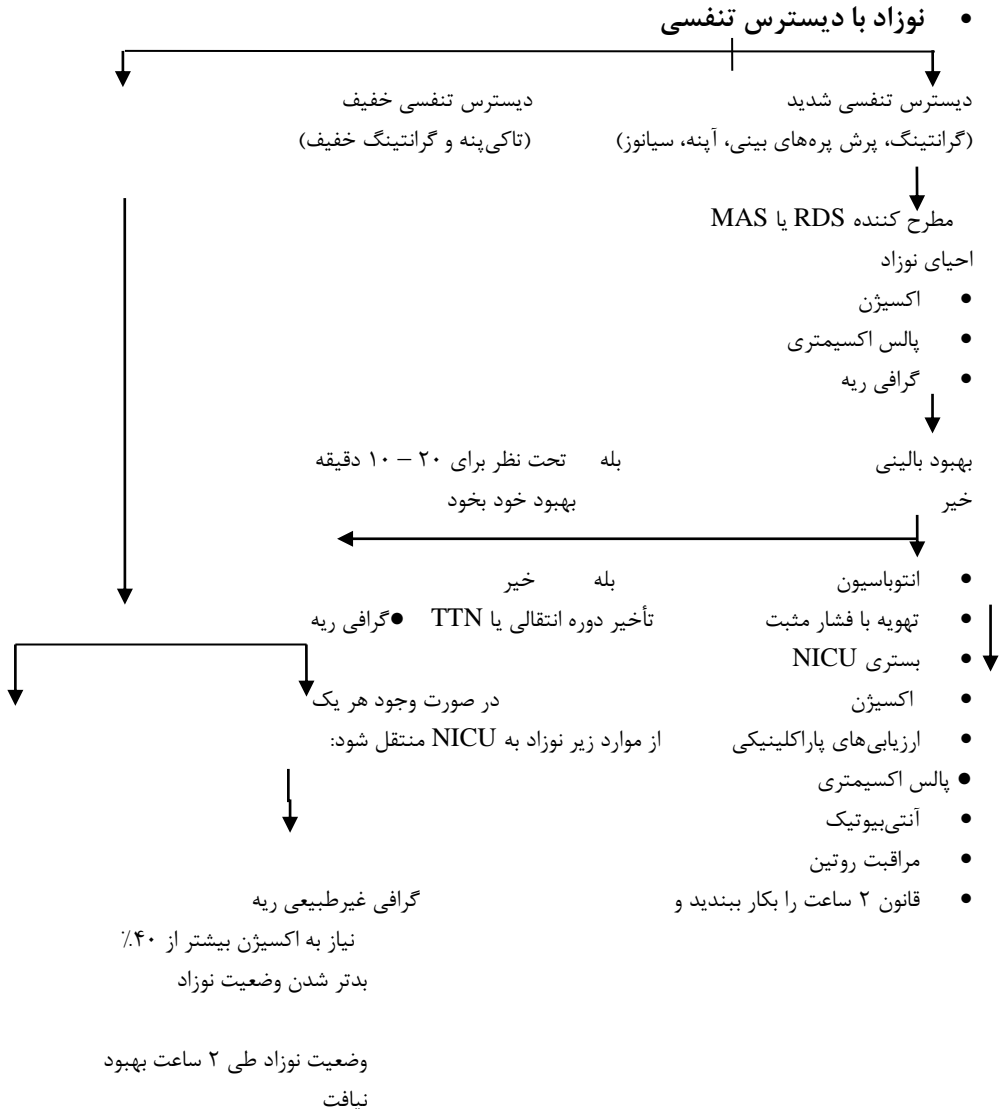 • نوزاد با دیسترس تنفسی
دیسترس تنفسی شدید دیسترس تنفسی خفیف
(گرانتینگ، پرش پره‌های بینی، آپنه، سیانوز) (تاکی‌پنه و گرانتینگ خفیف)
مطرح کننده RDS یا MAS
احیای نوزاد
• اکسیژن
• پالس اکسیمتری
• گرافی ریه
بهبود بالینی بله تحت نظر برای ۲۰ – ۱۰ دقیقه
خیر بهبود خود بخود
• انتوباسیون بله خیر
• تهویه با فشار مثبت تأخیر دوره انتقالی یا TTN ●گرافی ریه
• بستری NICU
• اکسیژن در صورت وجود هر یک
• ارزیابی‌های پاراکلینیکی از موارد زیر نوزاد به NICU منتقل شود:
● پالس اکسیمتری
• آنتی‌بیوتیک
• مراقبت روتین
• قانون ۲ ساعت را بکار ببندید و گرافی غیرطبیعی ریه
نیاز به اکسیژن بیشتر از ۴۰٪
بدتر شدن وضعیت نوزاد
وضعیت نوزاد طی ۲ ساعت بهبود
نیافت